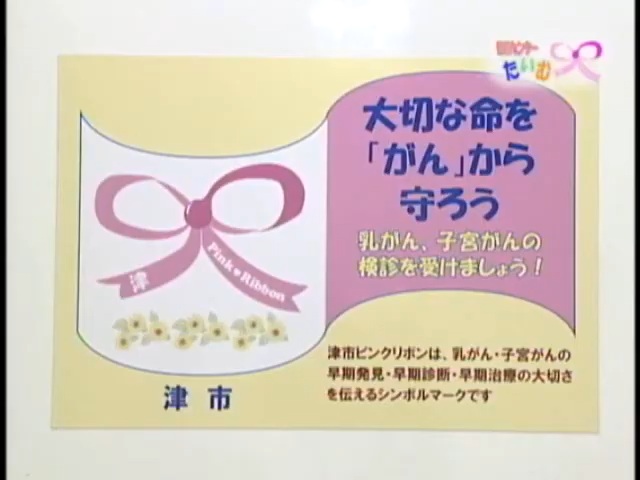 たいむ
大切な命を
「がん」から
守ろう
乳がん、子宮がんの
検診を受けましょう!
津
Pink♥Ribbon
津市
津市ピンクリボンは、乳がん・子宮がんの
早期発見・早期診断・早期治療の大切さ
を伝えるシンボルマークです